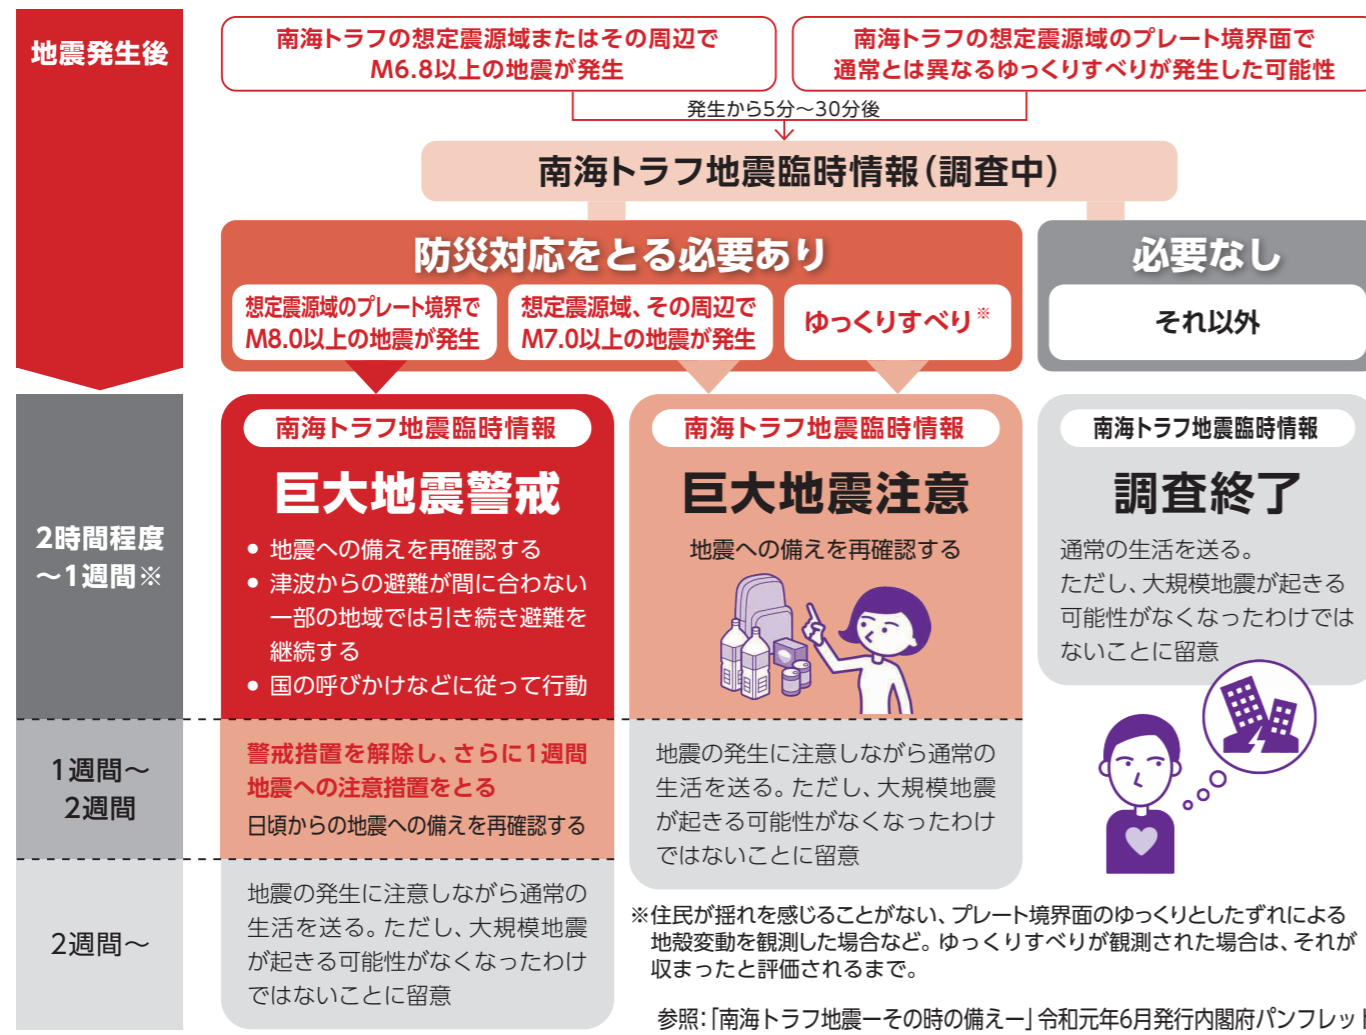 地震発生後
南海トラフの想定震源域またはその周辺で
M6.8以上の地震が発生
南海トラフの想定震源域のプレート境界面で
通常とは異なるゆっくりすべりが発生した可能性
発生から5分～30分後
南海トラフ地震臨時情報（調査中）
防災対応をとる必要あり
想定震源域のプレート境界で
M8.0以上の地震が発生
想定震源域、その周辺で
M7.0以上の地震が発生
ゆっくりすべり※
必要なし
それ以外
2時間程度
～1週間※
南海トラフ地震臨時情報
巨大地震警戒
● 地震への備えを再確認する
● 津波からの避難が間に合わない
一部の地域では引き続き避難を
継続する
● 国の呼びかけなどに従って行動
南海トラフ地震臨時情報
巨大地震注意
地震への備えを再確認する
南海トラフ地震臨時情報
調査終了
通常の生活を送る。
ただし、大規模地震が起きる
可能性がなくなったわけでは
ないことに留意
1週間～
2週間
警戒措置を解除し、さらに1週間
地震への注意措置をとる
日頃からの地震への備えを再確認する
地震の発生に注意しながら通常の
生活を送る。ただし、大規模地震
が起きる可能性がなくなったわけ
ではないことに留意
2週間～
地震の発生に注意しながら通常の
生活を送る。ただし、大規模地震
が起きる可能性がなくなったわけ
ではないことに留意
※住民が揺れを感じることがない、プレート境界面のゆっくりとしたずれによる
地殻変動を観測した場合など。ゆっくりすべりが観測された場合は、それが
収まったと評価されるまで。
参照：「南海トラフ地震ーその時の備えー」令和元年6月発行内閣府パンフレット